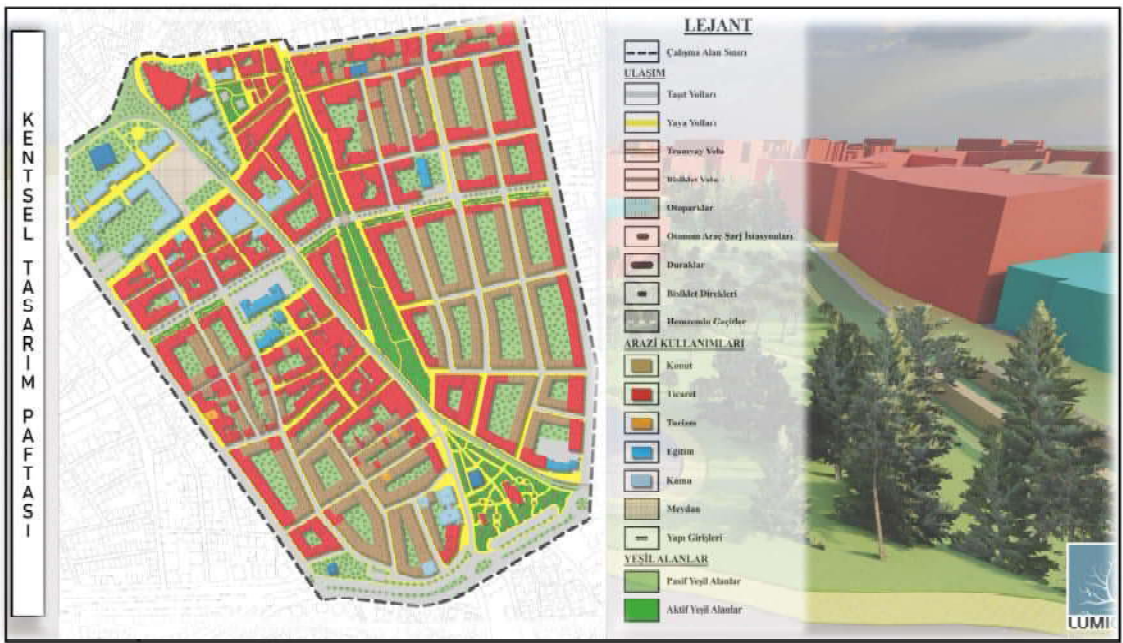 KENTSEL TASARIM PAFTASI
LEJANT
Çalışma Alan Sınırı
ULAŞIM
Taşıt Yolları
Yaya Yolları
Tramvay Yolu
Bisiklet Yolu
Otoparklar
Otonom Araç Şarj İstasyonları
Duraklar
Bisiklet Direkleri
Hemzemin Geçitler
ARAZİ KULLANIMLARI
Konut
Ticaret
Turizm
Eğitim
Kamu
Meydan
Yapı Girişleri
YEŞİL ALANLAR
Pasif Yeşil Alanlar
Aktif Yeşil Alanlar
LUMI